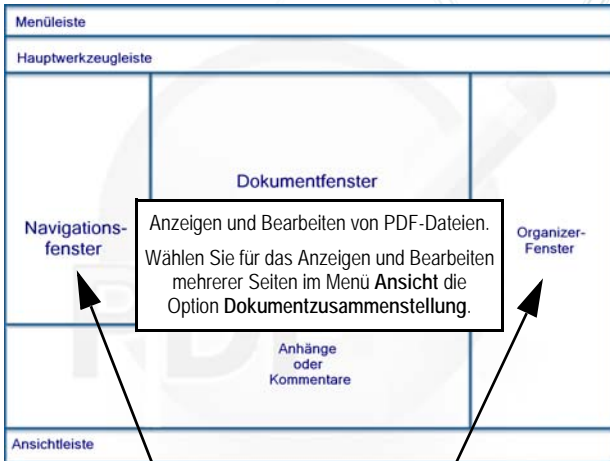 Menüleiste
Hauptwerkzeugleiste
Dokumentfenster
Navigations-
fenster
Anzeigen und Bearbeiten von PDF-Dateien.
Wählen Sie für das Anzeigen und Bearbeiten
mehrerer Seiten im Menü Ansicht die
Option Dokumentzusammenstellung.
Organizer-
Fenster
Anhänge
oder
Kommentare
Ansichtleiste